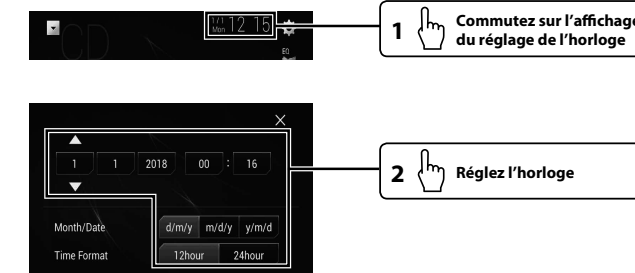 1/1
Mon 12 15
CD
EQ
1 Commutez sur l’affichage
du réglage de l’horloge
1 1 2018 00 : 16
2 Réglez l’horloge
Month/Date d/m/y m/d/y y/m/d
Time Format 12hour 24hour